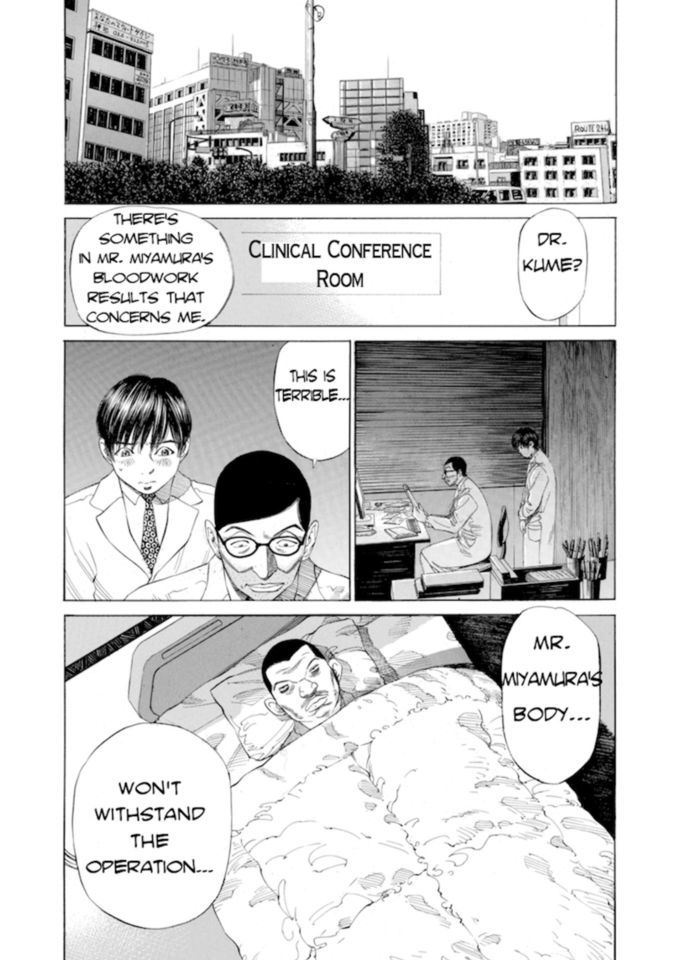 ROUTE 246
DR.
KUME?
CLINICAL CONFERENCE
ROOM
THERE'S
SOMETHING
IN MR. MIYAMURA'S
BLOODWORK
RESULTS THAT
CONCERNS ME.
THIS IS
TERRIBLE...
MR.
MIYAMURA'S
BODY...
WON'T
WITHSTAND
THE
OPERATION...